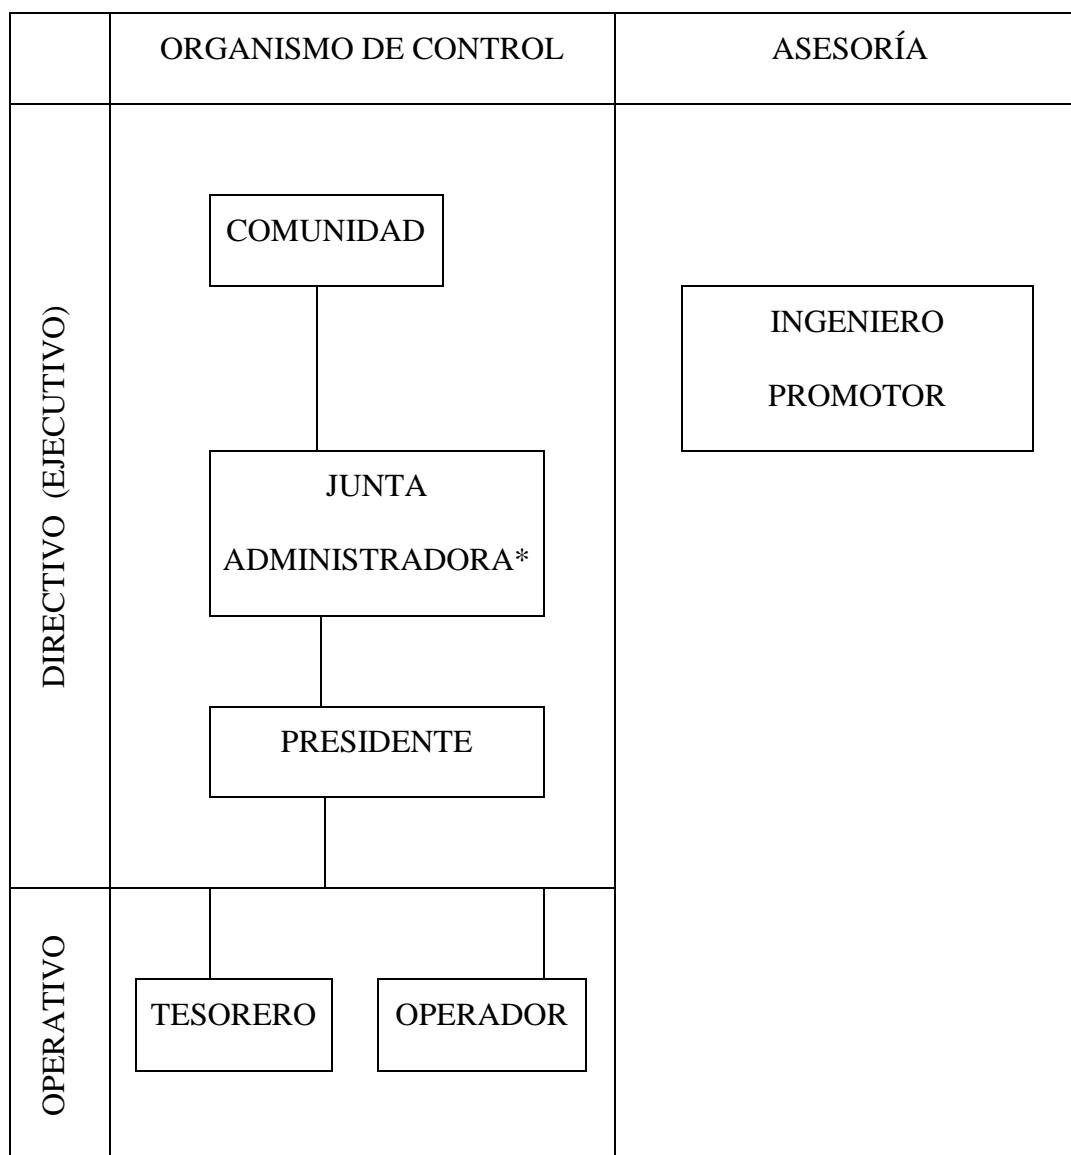 ORGANISMO DE CONTROL
ASESORÍA
DIRECTIVO (EJECUTIVO)
COMUNIDAD
INGENIERO
PROMOTOR
JUNTA
ADMINISTRADORA*
PRESIDENTE
OPERATIVO
TESORERO
OPERADOR